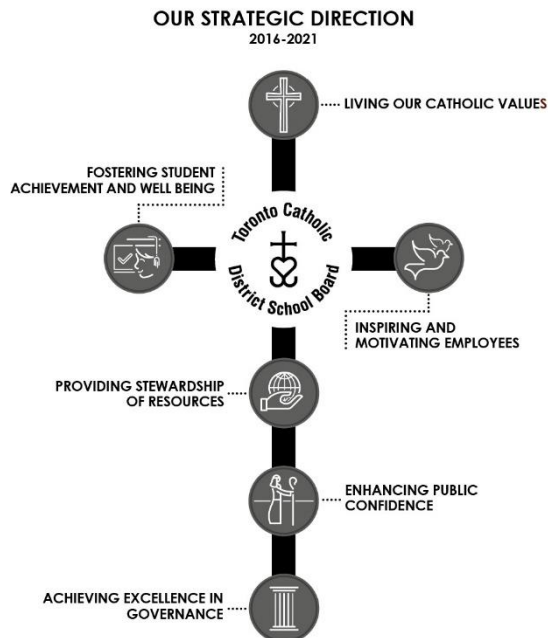 OUR STRATEGIC DIRECTION
2016-2021
LIVING OUR CATHOLIC VALUES
FOSTERING STUDENT
ACHIEVEMENT AND WELL BEING
Toronto Catholic
District School Board
INSPIRING AND
MOTIVATING EMPLOYEES
PROVIDING STEWARDSHIP
OF RESOURCES
ENHANCING PUBLIC
CONFIDENCE
ACHIEVING EXCELLENCE IN
GOVERNANCE